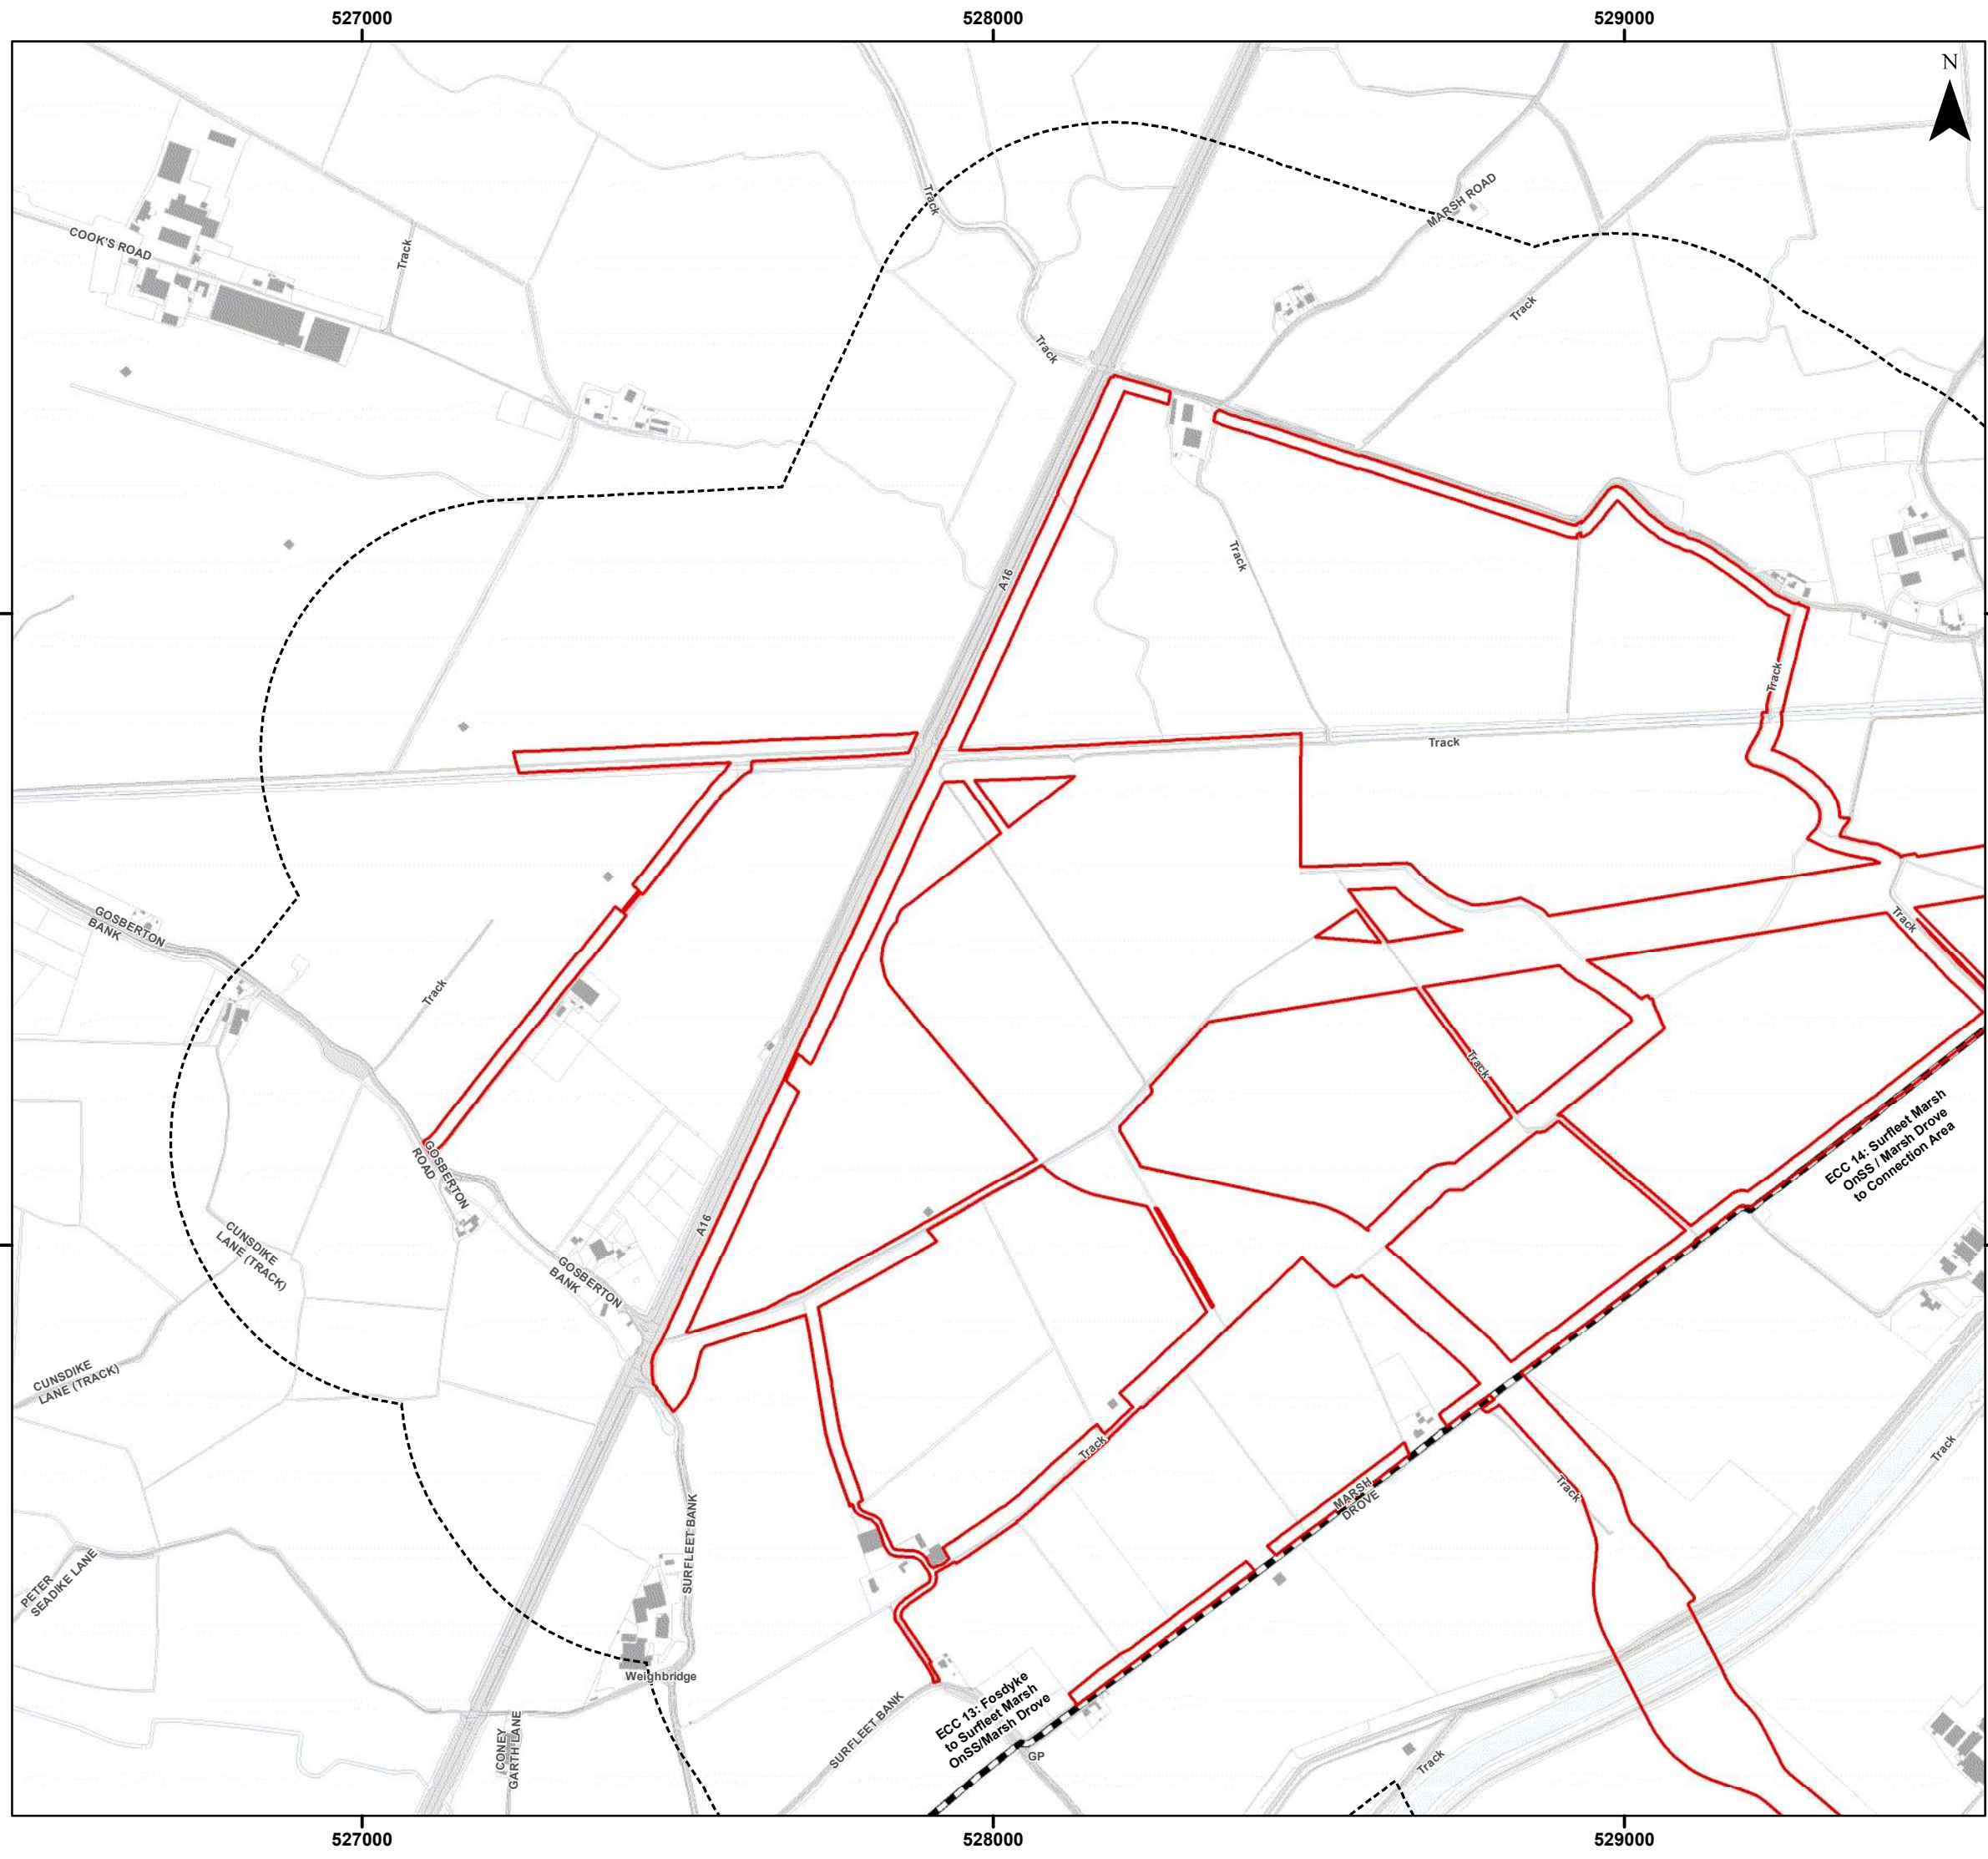 527000
528000
529000
N
COOK'S ROAD
Track
Track
MARSH ROAD
Track
Track
A16
Track
Track
Track
GOSBERTON
BANK
Track
Track
Track
ECC 14: Surfleet Marsh
OnSS / Marsh Drove
to Connection Area
GOSBERTON
ROAD
CUNSDIKE
LANE (TRACK)
A16
GOSBERTON
BANK
CUNSDIKE
LANE (TRACK)
Track
MARSH
DROVE
Track
Track
SURFLEET BANK
PETER
SEADIKE LANE
Weighbridge
SURFLEET BANK
ECC 13: Fosdyke
to Surfleet Marsh
OnSS/Marsh Drove
GP
CONEY
GARTH LANE
Track
527000
528000
529000